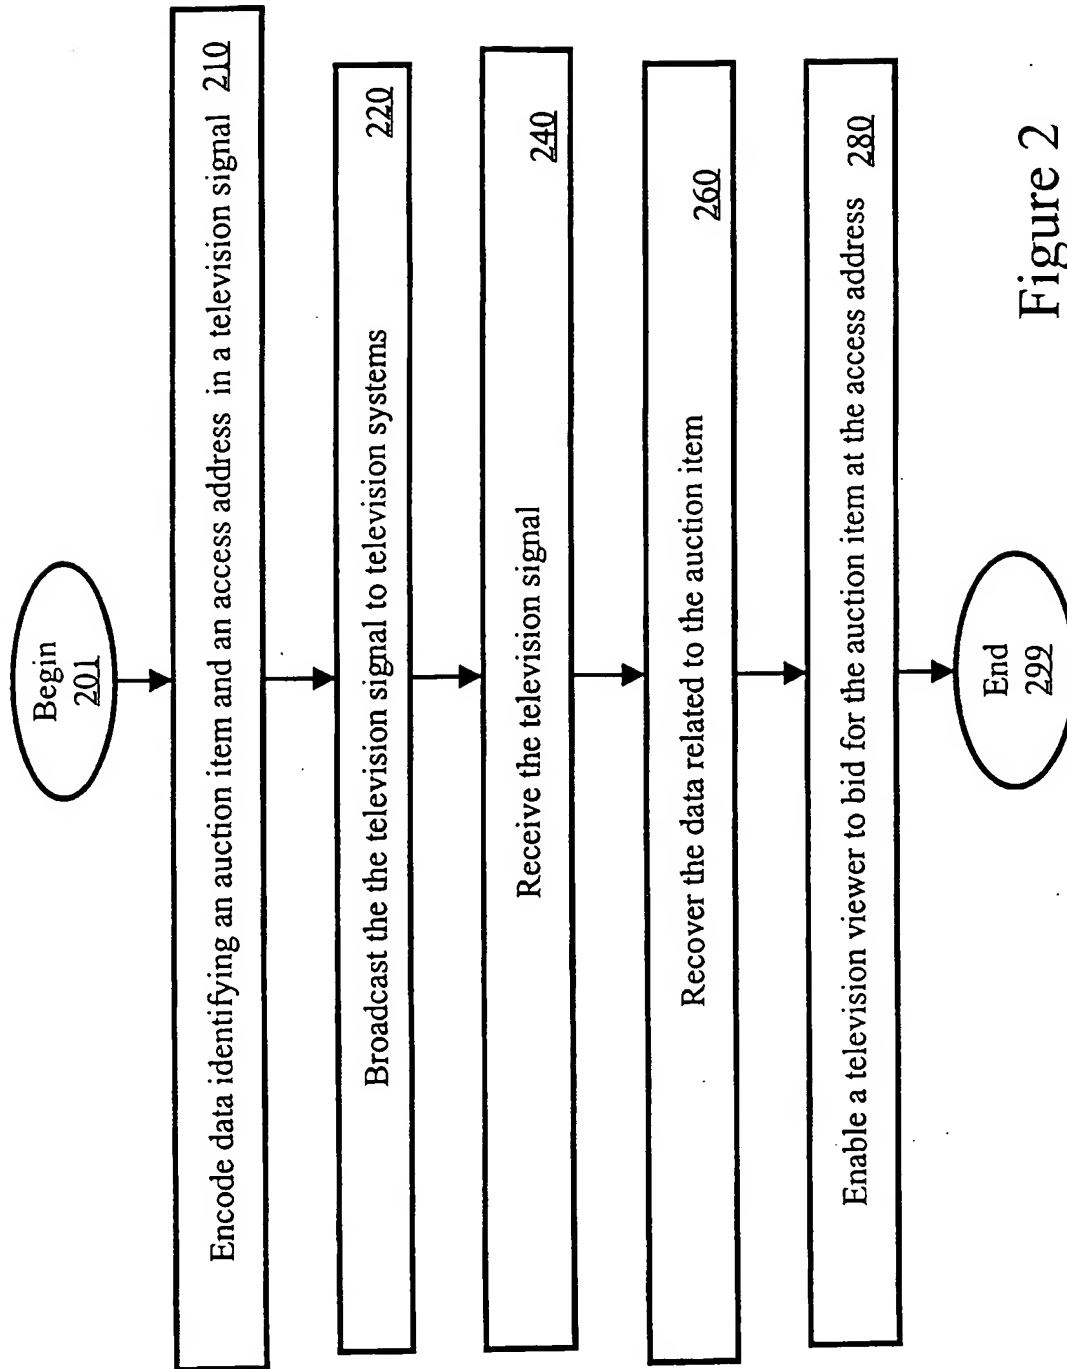 Begin
201
Encode data identifying an auction item and an access address in a television signal 210
Broadcast the the television signal to television systems 220
Receive the television signal 240
Recover the data related to the auction item 260
Enable a television viewer to bid for the auction item at the access address 280
End
299
Figure 2